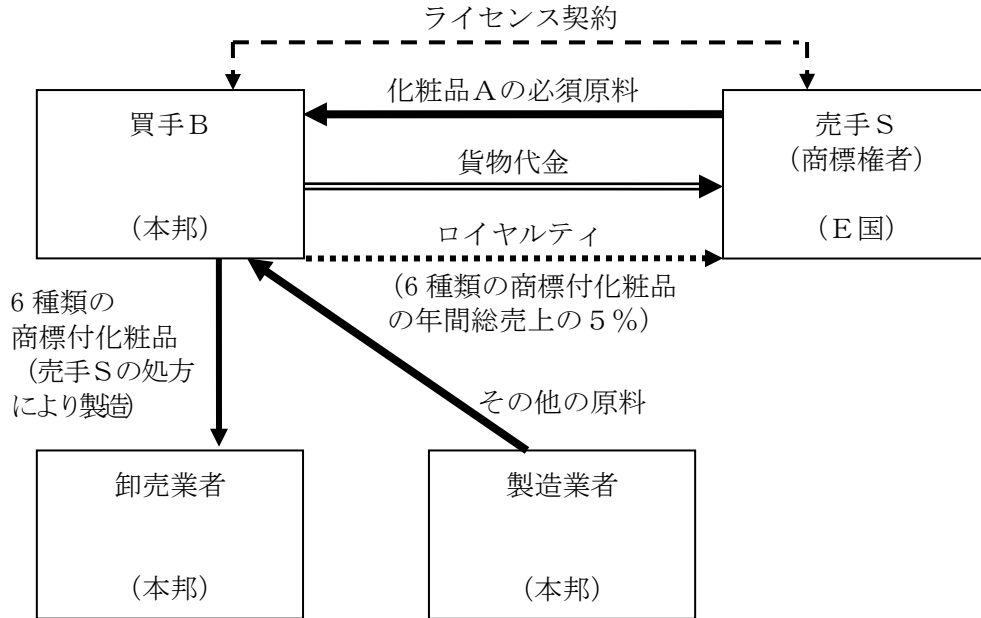 ライセンス契約
化粧品Aの必須原料
買手B
(本邦)
貨物代金
売手S
(商標権者)
(E国)
ロイヤルティ
(6種類の商標付化粧品
の年間総売上の5%)
6種類の
商標付化粧品
(売手Sの処方
により製造)
その他の原料
卸売業者
(本邦)
製造業者
(本邦)